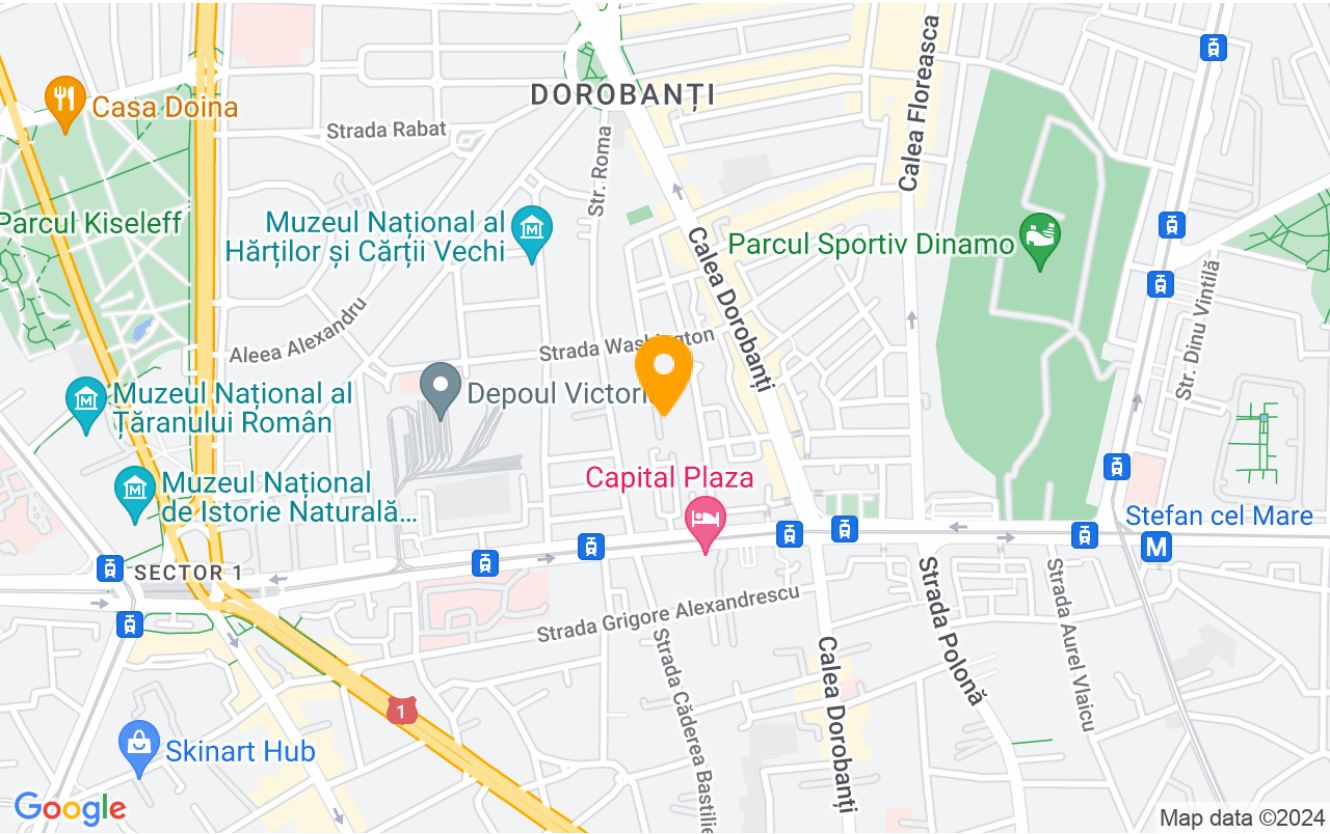 DOROBANȚI
Casa Doina
Strada Rabat
Str. Roma
Calea Floreasca
Parcul Kiseleff
Muzeul Național al
Hărților și Cărții Vechi
Parcul Sportiv Dinamo
Calea Dorobanți
Str. Dinu Vintilă
Aleea Alexandru
Strada Washington
Muzeul Național al
Țăranului Român
Depoul Victoria
Muzeul Național
de Istorie Naturală...
Capital Plaza
Stefan cel Mare
M
SECTOR 1
Strada Grigore Alexandrescu
Strada Polonă
Strada Aurel Vlaicu
Strada Căderea Bastiliei
Calea Dorobanți
1
Skinart Hub
Google
Map data ©2024